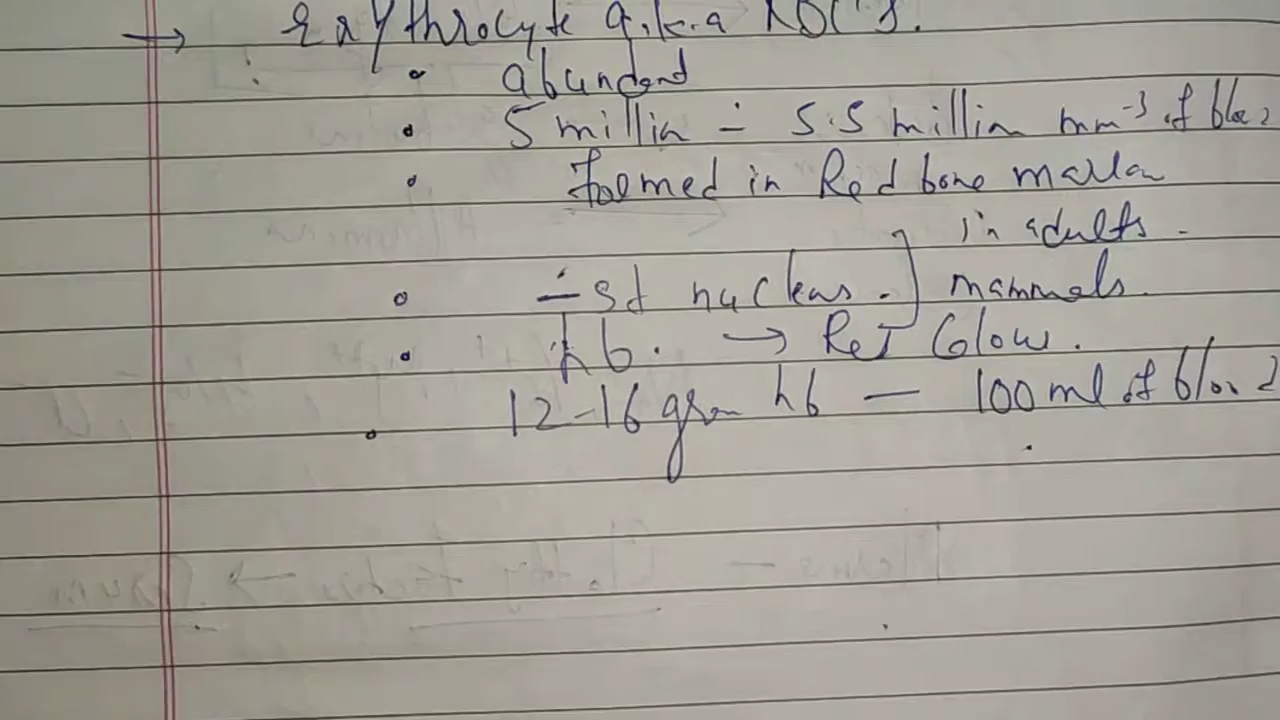 → Erythrocyte a.k.a RBC's.
• abundant
• 5 million - 5.5 million mm⁻³ of blood
• Formed in Red bone marrow
in adults.
• nucleus. ] mammals.
• hb. → Red Colour.
• 12-16 gram hb — 100 ml of blood